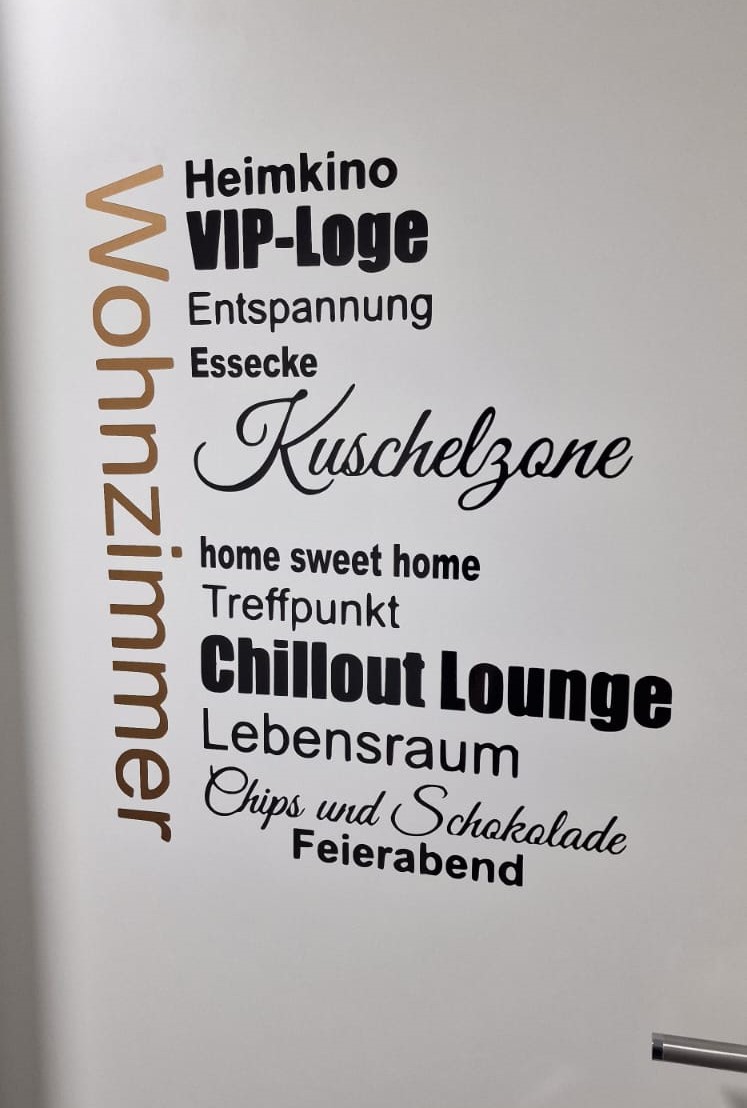 Wohnzimmer
Heimkino
VIP-Loge
Entspannung
Essecke
Kuschelzone
home sweet home
Treffpunkt
Chillout Lounge
Lebensraum
Chips und Schokolade
Feierabend